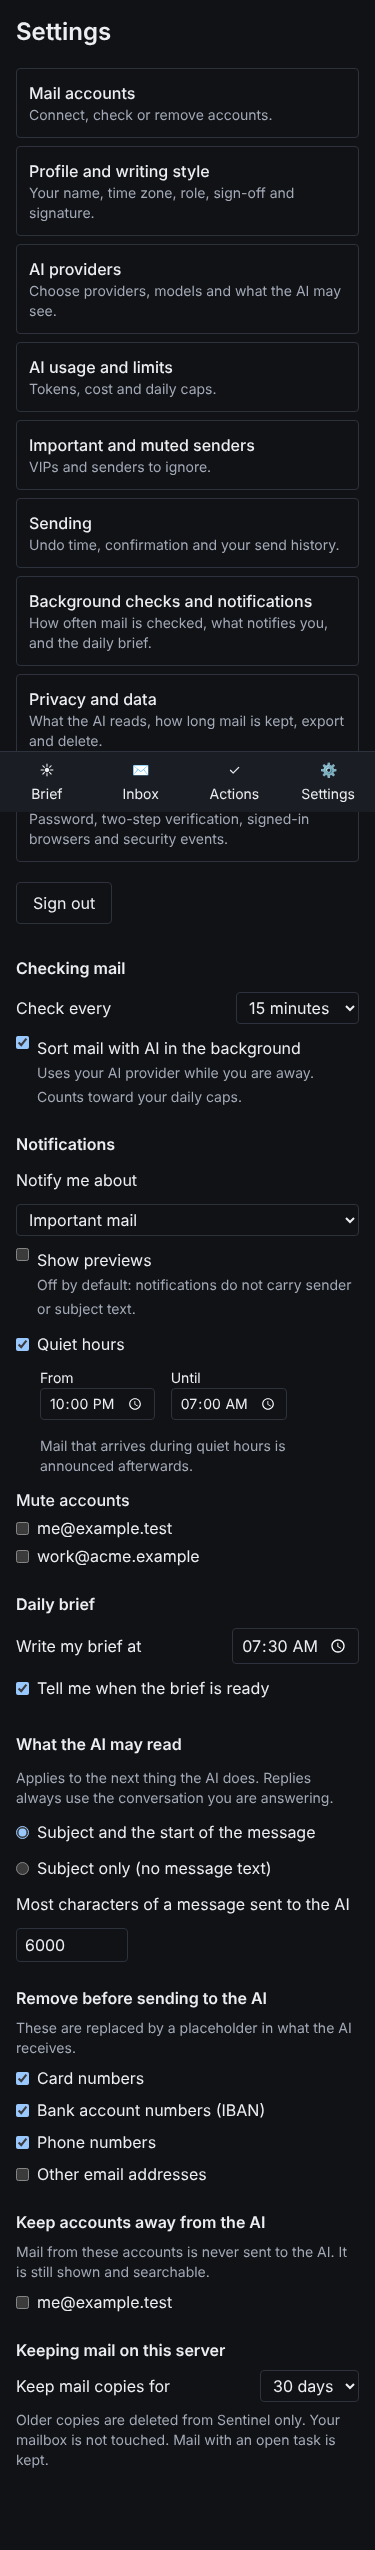 Settings
Mail accounts
Connect, check or remove accounts.
Profile and writing style
Your name, time zone, role, sign-off and
signature.
AI providers
Choose providers, models and what the AI may
see.
AI usage and limits
Tokens, cost and daily caps.
Important and muted senders
VIPs and senders to ignore.
Sending
Undo time, confirmation and your send history.
Background checks and notifications
How often mail is checked, what notifies you,
and the daily brief.
Privacy and data
What the AI reads, how long mail is kept, export
and delete.
Brief
Inbox
Actions
Settings
Password, two-step verification, signed-in
browsers and security events.
Sign out
Checking mail
Check every
15 minutes
Sort mail with AI in the background
Uses your AI provider while you are away.
Counts toward your daily caps.
Notifications
Notify me about
Important mail
Show previews
Off by default: notifications do not carry sender
or subject text.
Quiet hours
From
Until
10:00 PM
07:00 AM
Mail that arrives during quiet hours is
announced afterwards.
Mute accounts
me@example.test
work@acme.example
Daily brief
Write my brief at
07:30 AM
Tell me when the brief is ready
What the AI may read
Applies to the next thing the AI does. Replies
always use the conversation you are answering.
Subject and the start of the message
Subject only (no message text)
Most characters of a message sent to the AI
6000
Remove before sending to the AI
These are replaced by a placeholder in what the AI
receives.
Card numbers
Bank account numbers (IBAN)
Phone numbers
Other email addresses
Keep accounts away from the AI
Mail from these accounts is never sent to the AI. It
is still shown and searchable.
me@example.test
Keeping mail on this server
Keep mail copies for
30 days
Older copies are deleted from Sentinel only. Your
mailbox is not touched. Mail with an open task is
kept.